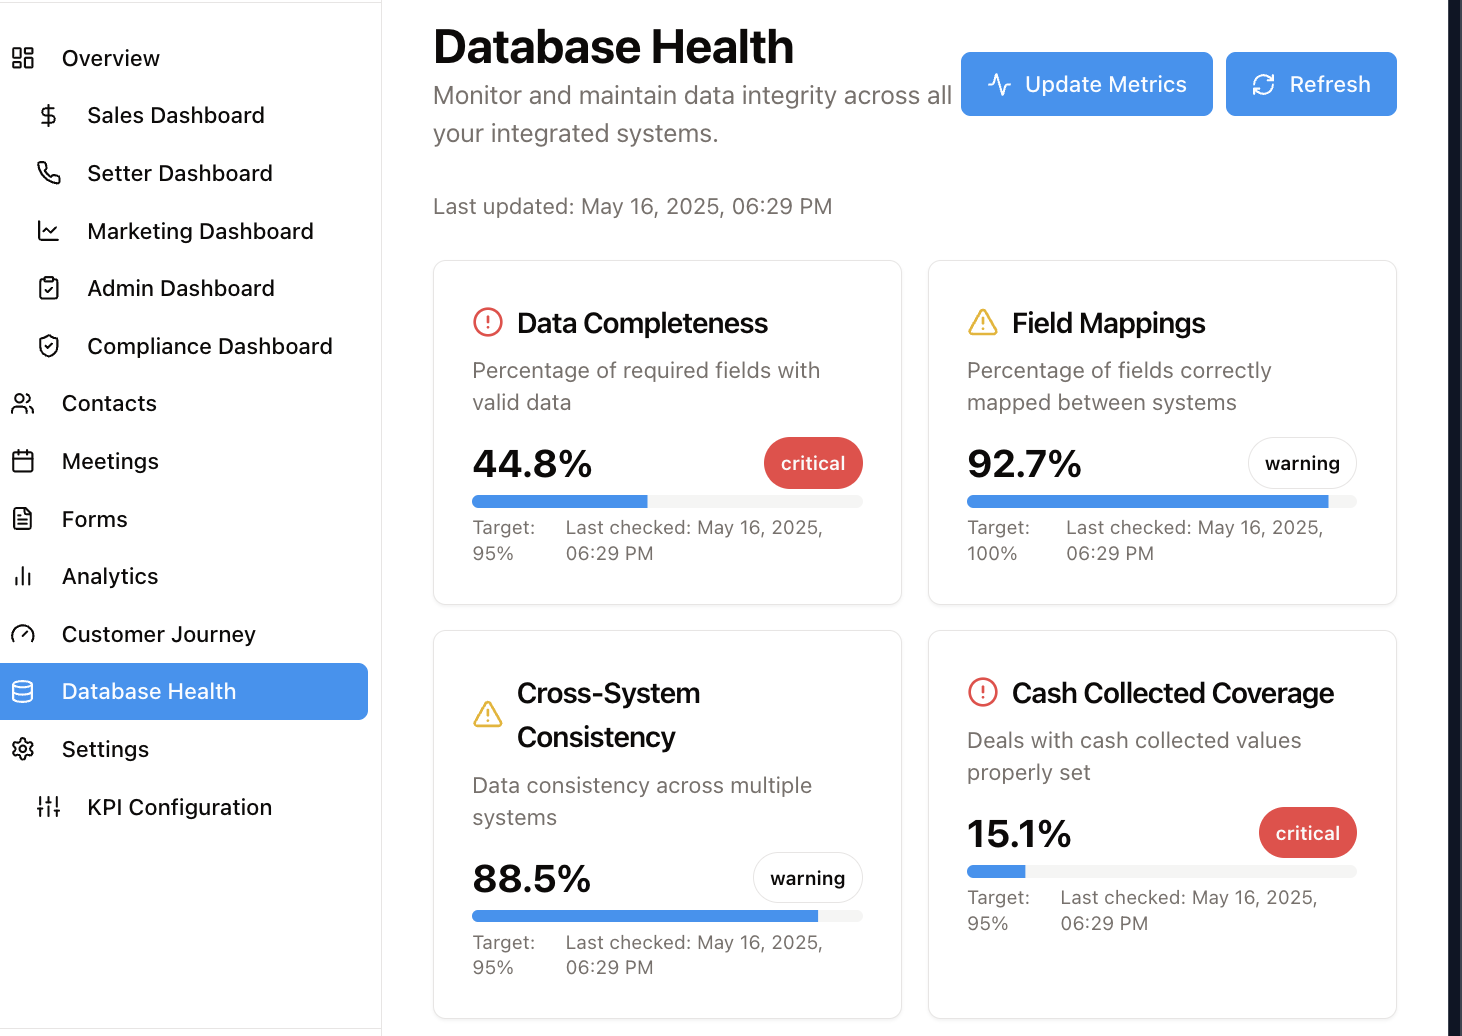 Overview
Sales Dashboard
Setter Dashboard
Marketing Dashboard
Admin Dashboard
Compliance Dashboard
Contacts
Meetings
Forms
Analytics
Customer Journey
Database Health
Settings
KPI Configuration
Database Health
Monitor and maintain data integrity across all
your integrated systems.
Update Metrics
Refresh
Last updated: May 16, 2025, 06:29 PM
Data Completeness
Percentage of required fields with
valid data
44.8%
critical
Target:
95%
Last checked: May 16, 2025,
06:29 PM
Field Mappings
Percentage of fields correctly
mapped between systems
92.7%
warning
Target:
100%
Last checked: May 16, 2025,
06:29 PM
Cross-System
Consistency
Data consistency across multiple
systems
88.5%
warning
Target:
95%
Last checked: May 16, 2025,
06:29 PM
Cash Collected Coverage
Deals with cash collected values
properly set
15.1%
critical
Target:
95%
Last checked: May 16, 2025,
06:29 PM